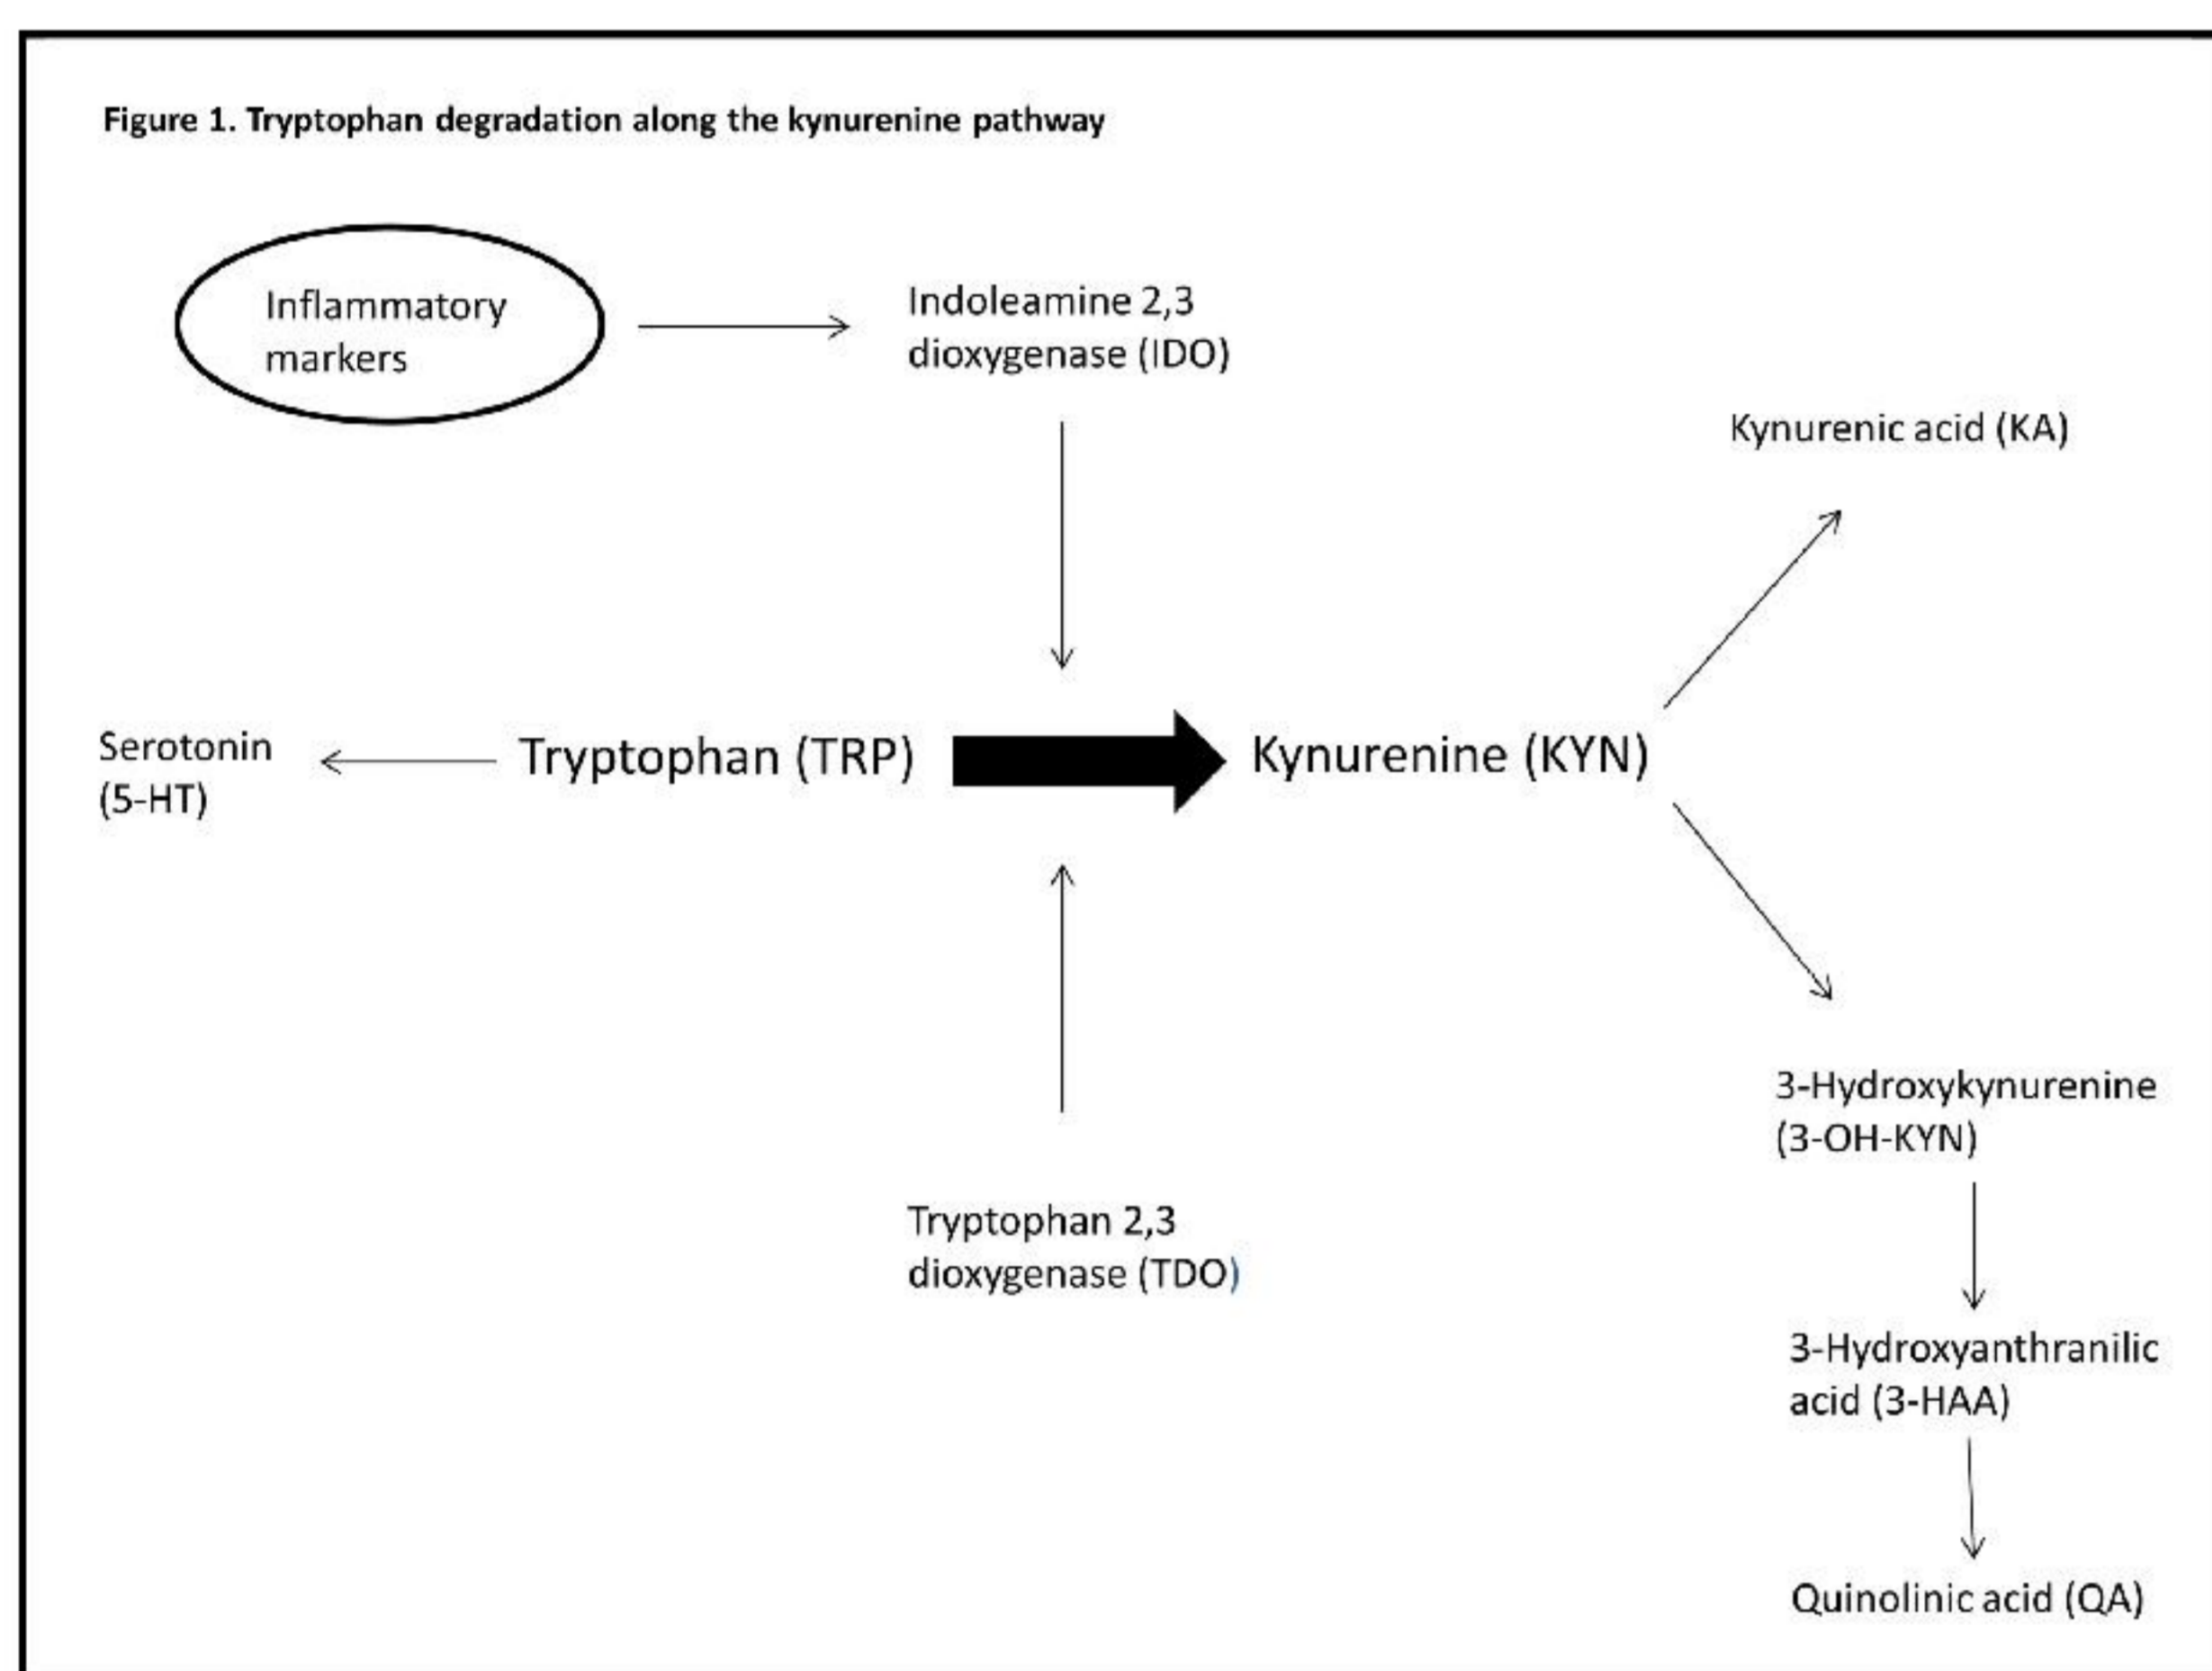 Figure 1. Tryptophan degradation along the kynurenine pathway
Inflammatory
markers
Indoleamine 2,3
dioxygenase (IDO)
Kynurenic acid (KA)
Serotonin
(5-HT)
Tryptophan (TRP)
Kynurenine (KYN)
Tryptophan 2,3
dioxygenase (TDO)
3-Hydroxykynurenine
(3-OH-KYN)
3-Hydroxyanthranilic
acid (3-HAA)
Quinolinic acid (QA)